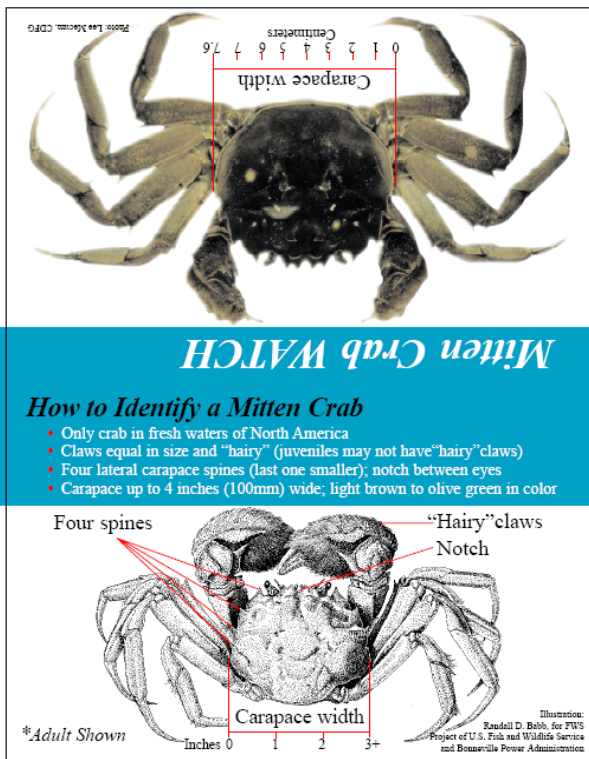 Photo: Lee Mecum, CDFG
Centimeters
0 1 2 3 4 5 6 7 7.6
Carapace width
Mitten Crab WATCH
How to Identify a Mitten Crab
• Only crab in fresh waters of North America
• Claws equal in size and “hairy” (juveniles may not have“hairy”claws)
• Four lateral carapace spines (last one smaller); notch between eyes
• Carapace up to 4 inches (100mm) wide; light brown to olive green in color
Four spines
“Hairy”claws
Notch
Carapace width
Inches 0 1 2 3+
*Adult Shown
Illustration:
Randall D. Babb, for FWS
Project of U.S. Fish and Wildlife Service
and Bonneville Power Administration